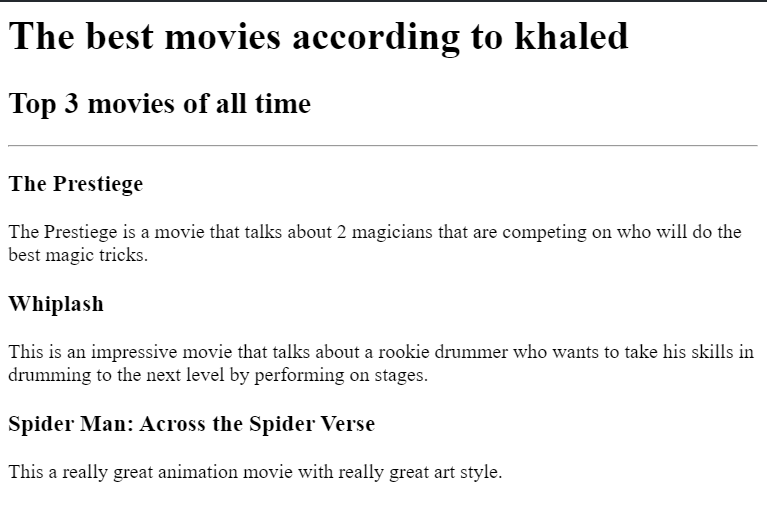 The best movies according to khaled
Top 3 movies of all time
The Prestiege
The Prestiege is a movie that talks about 2 magicians that are competing on who will do the
best magic tricks.
Whiplash
This is an impressive movie that talks about a rookie drummer who wants to take his skills in
drumming to the next level by performing on stages.
Spider Man: Across the Spider Verse
This a really great animation movie with really great art style.